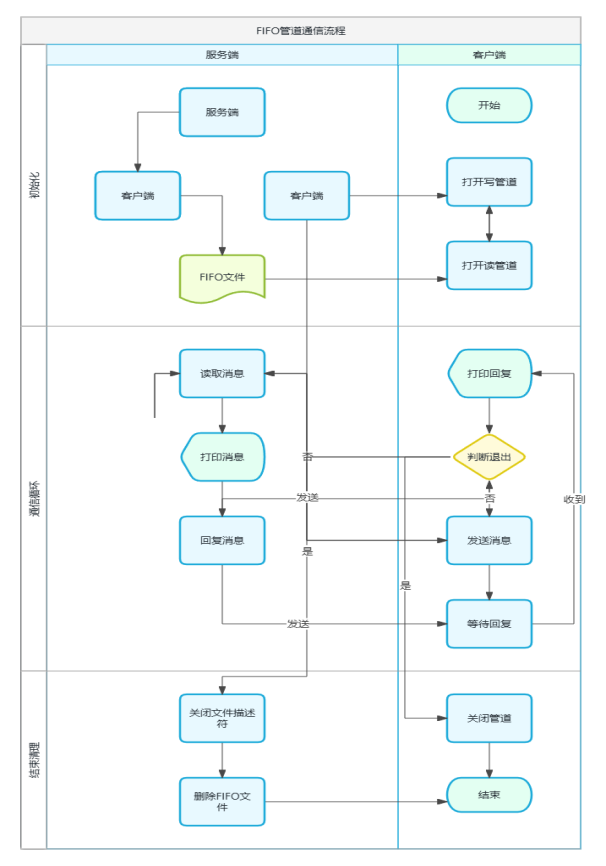 FIFO管道通信流程
服务端
客户端
初始化
服务端
开始
客户端
客户端
打开写管道
FIFO文件
打开读管道
通信循环
读取消息
打印回复
打印消息
否
判断退出
发送
否
收到
回复消息
发送消息
是
是
发送
等待回复
结束清理
关闭文件描述
符
关闭管道
删除FIFO文
件
结束